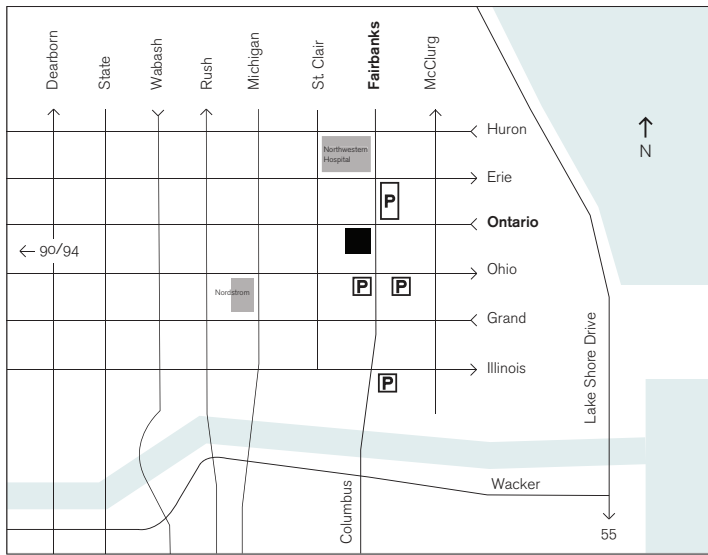 Dearborn
State
Wabash
Rush
Michigan
St. Clair
Fairbanks
McClurg
Huron
Northwestern
Hospital
N
Erie
P
Ontario
90/94
Ohio
Nordstrom
P
P
Grand
Lake Shore Drive
Illinois
P
Columbus
Wacker
55